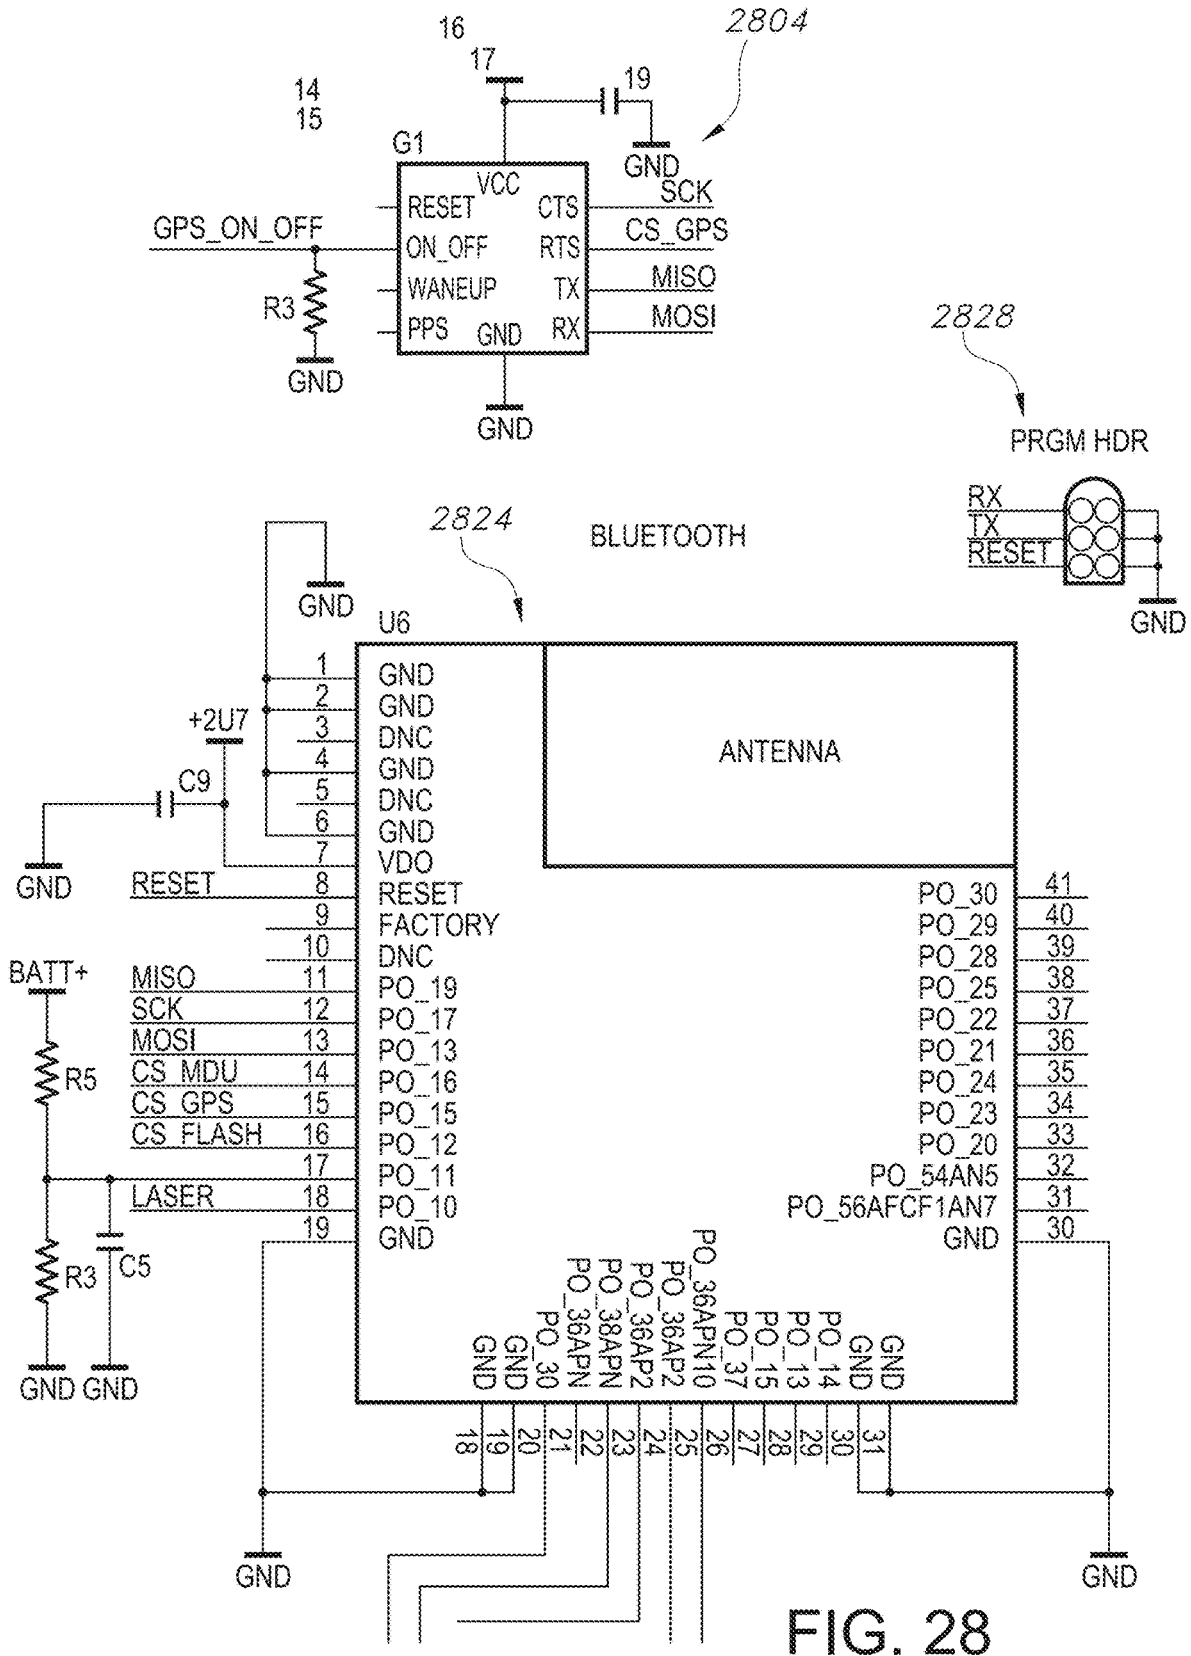 2804
16
17
19
14
15
G1
GND
VCC
RESET
CTS
SCK
GPS_ON_OFF
ON_OFF
RTS
CS_GPS
WANEUP
TX
MISO
R3
PPS
GND
RX
MOSI
GND
GND
2828
PRGM HDR
RX
TX
RESET
GND
2824
BLUETOOTH
GND
U6
ANTENNA
1 GND
2 GND
+2U7
3 DNC
4 GND
C9
5 DNC
6 GND
7 VDO
GND
RESET 8 RESET
PO_30 41
9 FACTORY
PO_29 40
10 DNC
PO_28 39
BATT+
MISO 11 PO_19
PO_25 38
SCK 12 PO_17
PO_22 37
MOSI 13 PO_13
PO_21 36
R5
CS_MDU 14 PO_16
PO_24 35
CS_GPS 15 PO_15
PO_23 34
CS_FLASH 16 PO_12
PO_20 33
17 PO_11
PO_54AN5 32
LASER 18 PO_10
PO_56AFCF1AN7 31
19 GND
GND 30
R3
C5
GND
GND
GND
GND
PO_30
PO_36APN
PO_38APN
PO_36AP2
PO_36AP2
PO_36APN10
PO_37
PO_15
PO_13
PO_14
GND
GND
18
19
20
21
22
23
24
25
26
27
28
29
30
31
GND
GND
FIG. 28